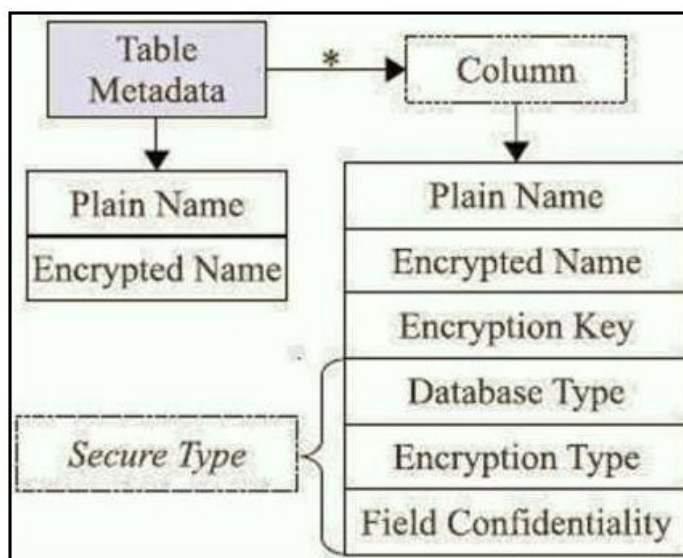 Table
Metadata
*
Column
Plain Name
Encrypted Name
Plain Name
Encrypted Name
Encryption Key
Database Type
Encryption Type
Field Confidentiality
Secure Type